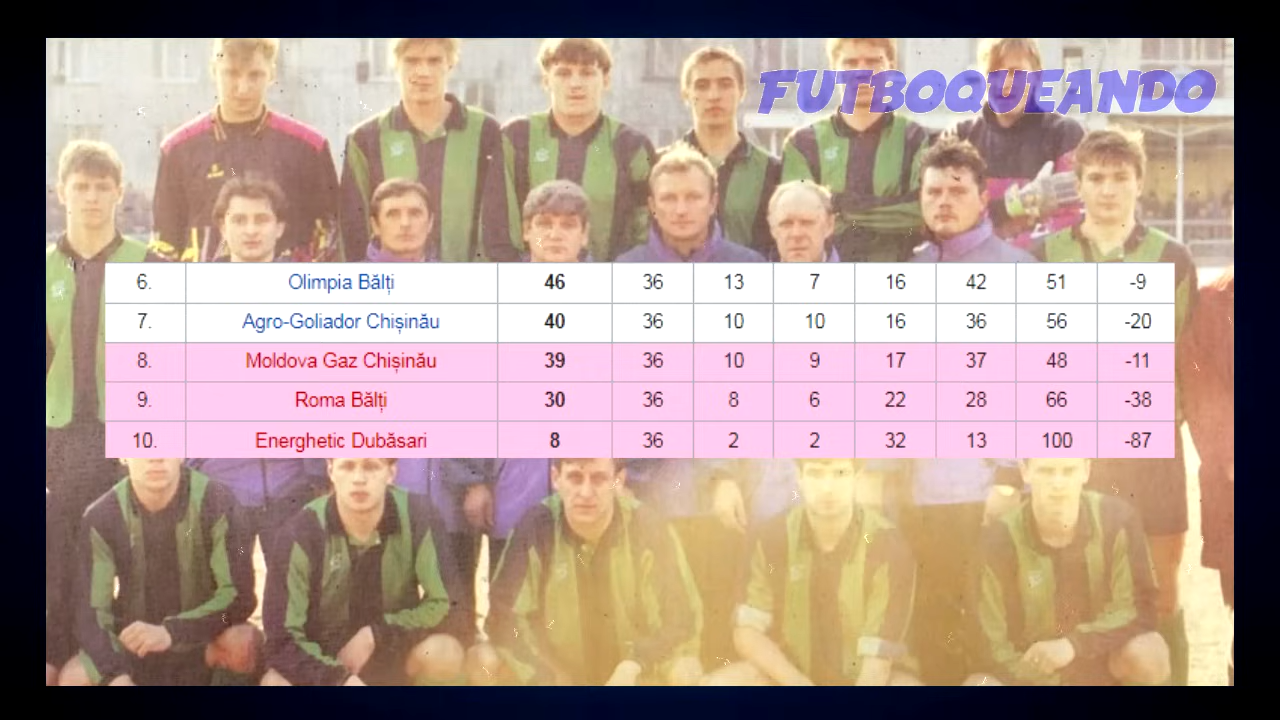 FUTBOQUEANDO
6. Olimpia Bălți 46 36 13 7 16 42 51 -9
7. Agro-Goliador Chișinău 40 36 10 10 16 36 56 -20
8. Moldova Gaz Chișinău 39 36 10 9 17 37 48 -11
9. Roma Bălți 30 36 8 6 22 28 66 -38
10. Energhetic Dubăsari 8 36 2 2 32 13 100 -87